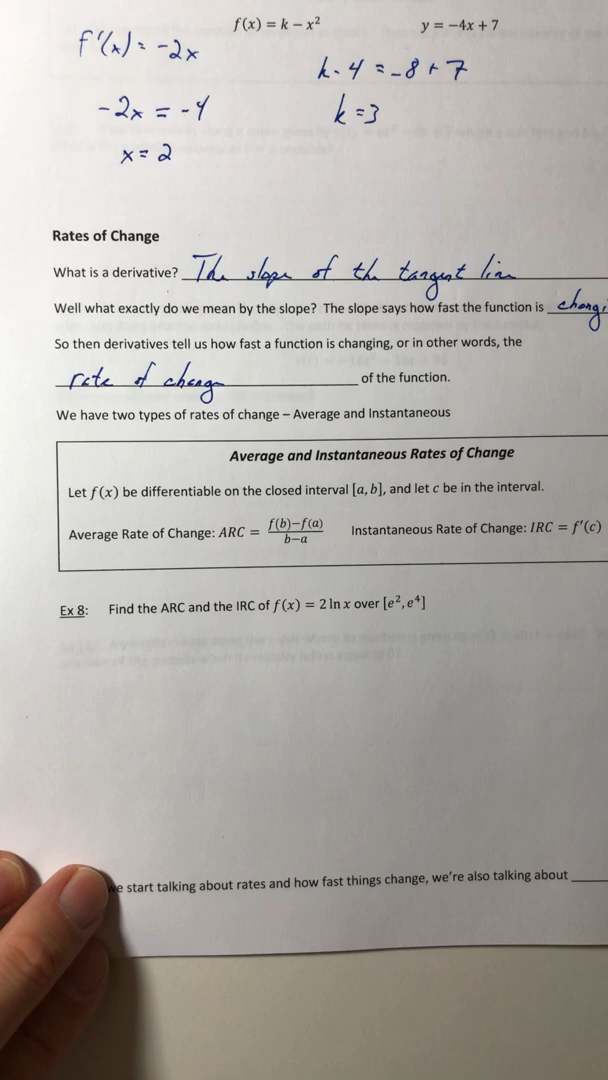 f(x) = k − x² y = −4x + 7
f'(x) = -2x
k - 4 = -8 + 7
-2x = -4 k = 3
x = 2
Rates of Change
What is a derivative? The slope of the tangent line
Well what exactly do we mean by the slope? The slope says how fast the function is
So then derivatives tell us how fast a function is changing, or in other words, the
rate of change of the function.
We have two types of rates of change – Average and Instantaneous
Average and Instantaneous Rates of Change
Let f(x) be differentiable on the closed interval [a, b], and let c be in the interval.
Average Rate of Change: ARC = f(b)−f(a) / b−a Instantaneous Rate of Change: IRC = f'(c)
Ex 8: Find the ARC and the IRC of f(x) = 2 ln x over [e², e⁴]
we start talking about rates and how fast things change, we're also talking about